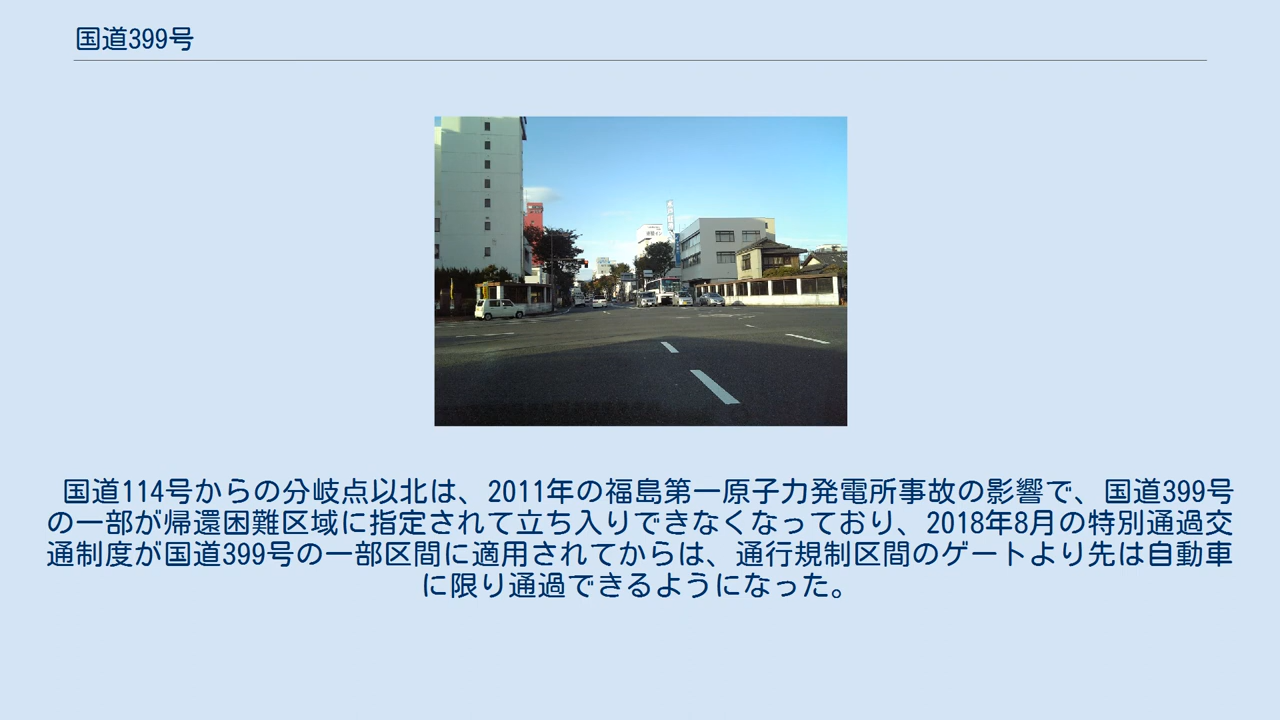 国道399号
国道114号からの分岐点以北は、2011年の福島第一原子力発電所事故の影響で、国道399号
の一部が帰還困難区域に指定されて立ち入りできなくなっており、2018年8月の特別通過交
通制度が国道399号の一部区間に適用されてからは、通行規制区間のゲートより先は自動車
に限り通過できるようになった。